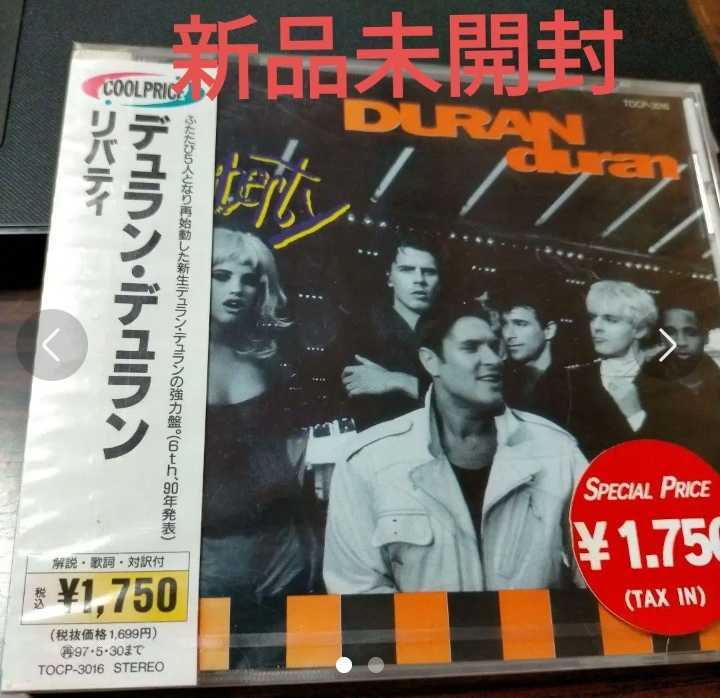 新品未開封
COOLPRICE
デュラン・デュラン
リバティ
ふたたび5人となり再始動した新生デュラン・デュランの強力盤。(6th、90年発表)
解説・歌詞・対訳付
税込 ¥1,750
(税抜価格1,699円)
再97・5・30まで
TOCP-3016 STEREO
TOCP-3016
DURAN
duran
SPECIAL PRICE
¥1.750
(TAX IN)